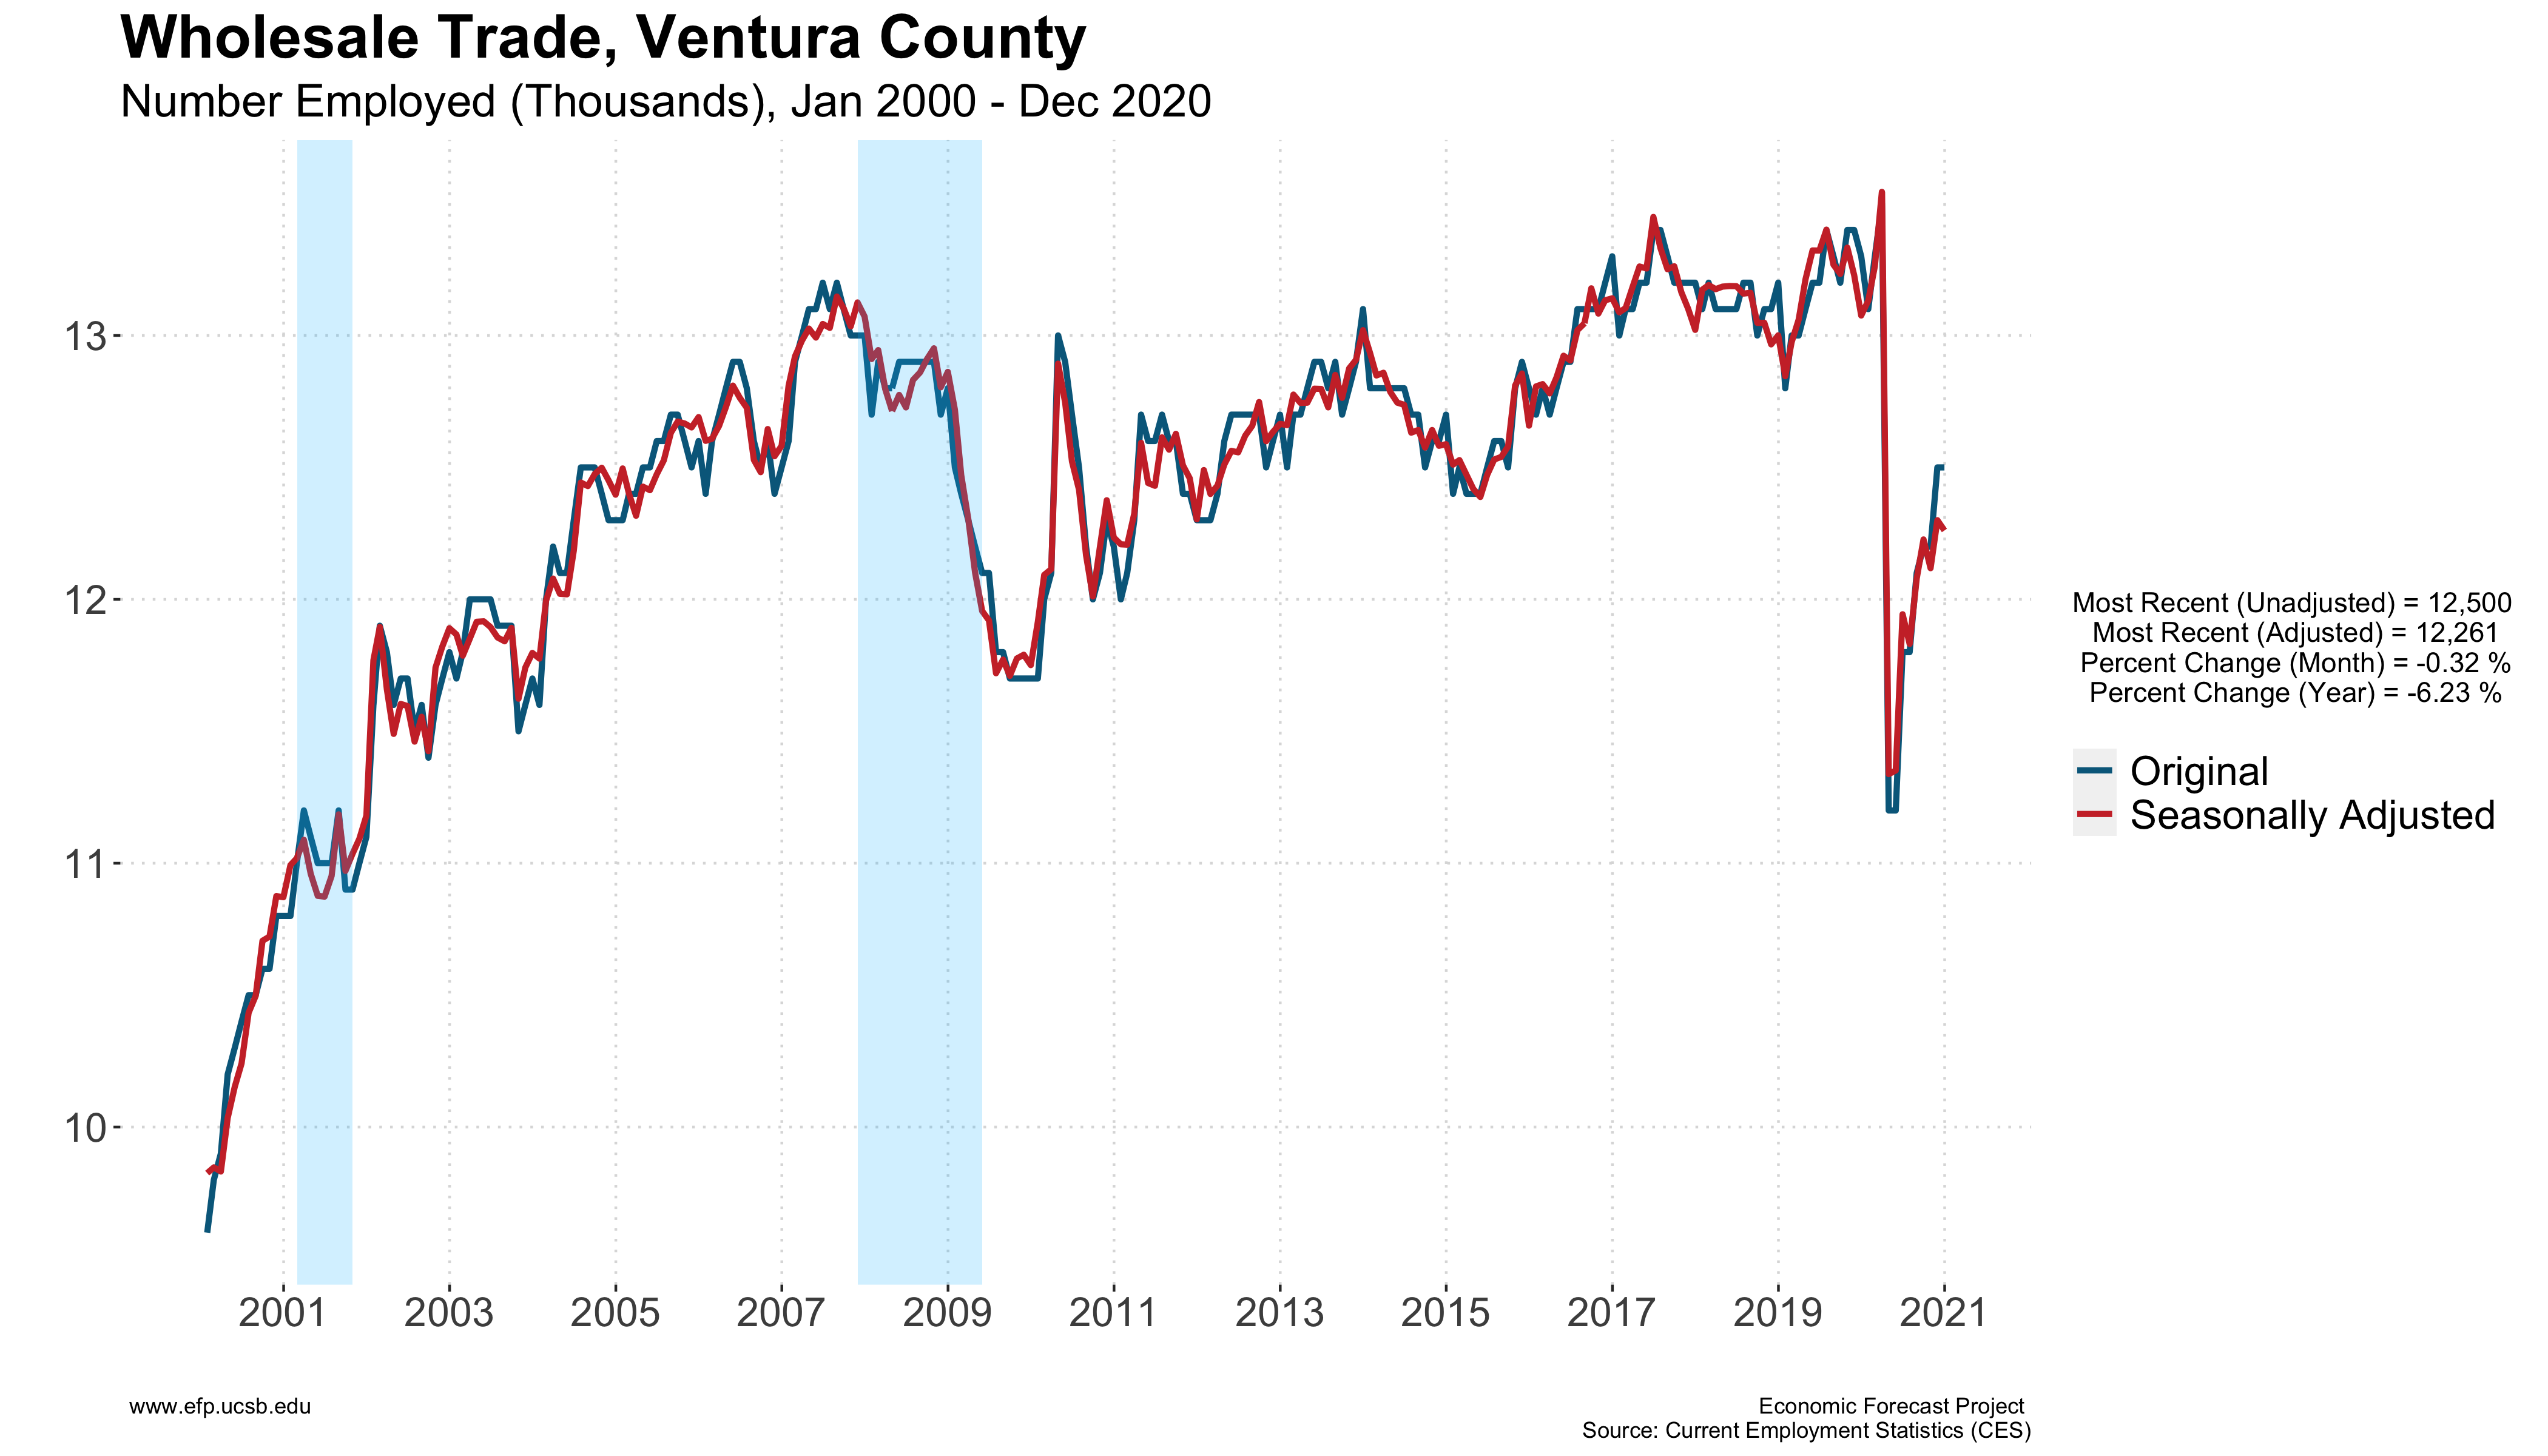 Wholesale Trade, Ventura County
Number Employed (Thousands), Jan 2000 - Dec 2020
13
12
11
10
2001 2003 2005 2007 2009 2011 2013 2015 2017 2019 2021
Most Recent (Unadjusted) = 12,500
Most Recent (Adjusted) = 12,261
Percent Change (Month) = -0.32 %
Percent Change (Year) = -6.23 %
Original
Seasonally Adjusted
www.efp.ucsb.edu
Economic Forecast Project
Source: Current Employment Statistics (CES)